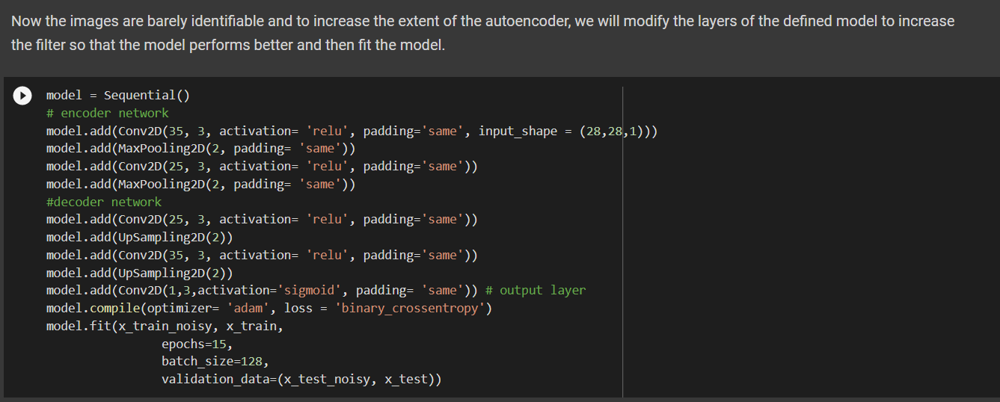 Now the images are barely identifiable and to increase the extent of the autoencoder, we will modify the layers of the defined model to increase
the filter so that the model performs better and then fit the model.
model = Sequential()
# encoder network
model.add(Conv2D(35, 3, activation= 'relu', padding='same', input_shape = (28,28,1)))
model.add(MaxPooling2D(2, padding= 'same'))
model.add(Conv2D(25, 3, activation= 'relu', padding='same'))
model.add(MaxPooling2D(2, padding= 'same'))
#decoder network
model.add(Conv2D(25, 3, activation= 'relu', padding='same'))
model.add(UpSampling2D(2))
model.add(Conv2D(35, 3, activation= 'relu', padding='same'))
model.add(UpSampling2D(2))
model.add(Conv2D(1,3,activation='sigmoid', padding= 'same')) # output layer
model.compile(optimizer= 'adam', loss = 'binary_crossentropy')
model.fit(x_train_noisy, x_train,
                epochs=15,
                batch_size=128,
                validation_data=(x_test_noisy, x_test))